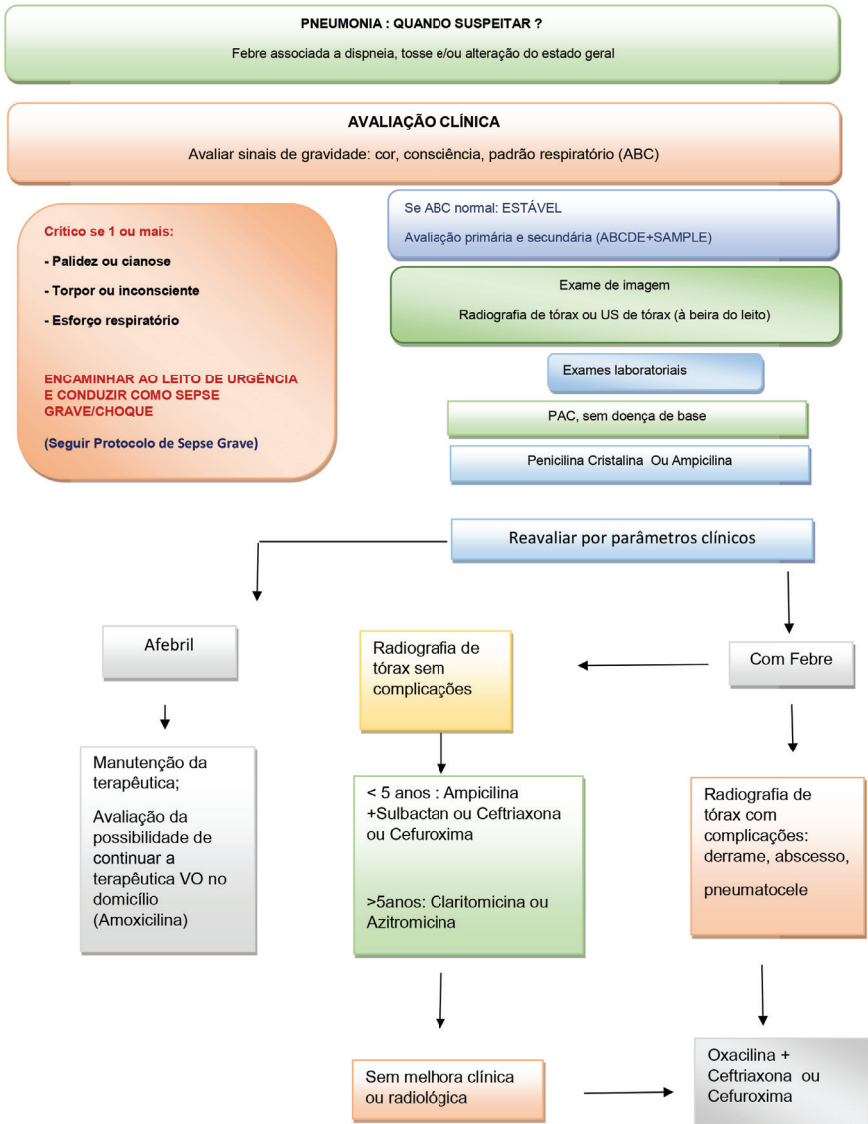 PNEUMONIA : QUANDO SUSPEITAR ?
Febre associada a dispneia, tosse e/ou alteração do estado geral
AVALIAÇÃO CLÍNICA
Avaliar sinais de gravidade: cor, consciência, padrão respiratório (ABC)
Crítico se 1 ou mais:
- Palidez ou cianose
- Torpor ou inconsciente
- Esforço respiratório
ENCAMINHAR AO LEITO DE URGÊNCIA
E CONDUZIR COMO SEPSE
GRAVE/CHOQUE
(Seguir Protocolo de Sepse Grave)
Se ABC normal: ESTÁVEL
Avaliação primária e secundária (ABCDE+SAMPLE)
Exame de imagem
Radiografia de tórax ou US de tórax (à beira do leito)
Exames laboratoriais
PAC, sem doença de base
Penicilina Cristalina Ou Ampicilina
Reavaliar por parâmetros clínicos
Afebril
Manutenção da
terapêutica;
Avaliação da
possibilidade de
continuar a
terapêutica VO no
domicílio
(Amoxicilina)
Radiografia de
tórax sem
complicações
< 5 anos : Ampicilina
+Sulbactan ou Ceftriaxona
ou Cefuroxima
>5anos: Claritomicina ou
Azitromicina
Sem melhora clínica
ou radiológica
Com Febre
Radiografia de
tórax com
complicações:
derrame, abscesso,
pneumatocele
Oxacilina +
Ceftriaxona ou
Cefuroxima